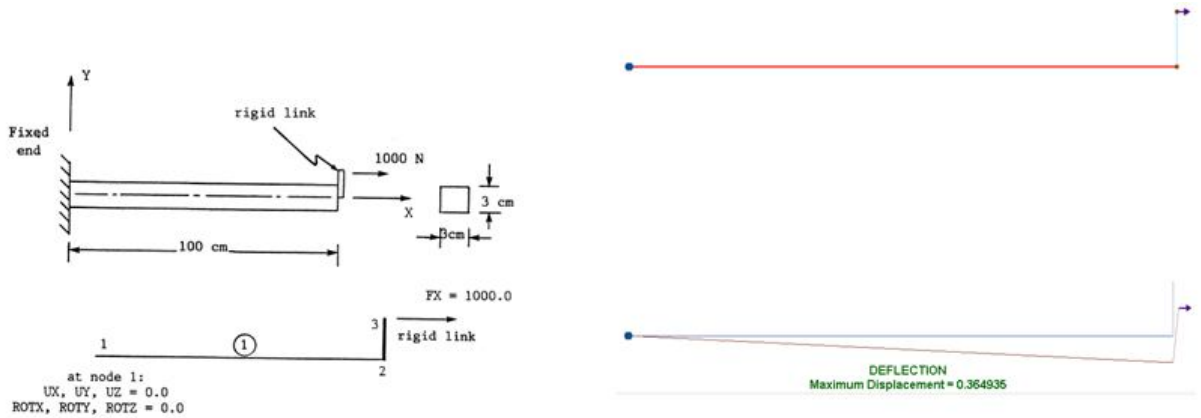 Y
rigid link
Fixed
end
1000 N
X
3 cm
3cm
100 cm
FX = 1000.0
3
rigid link
1
1
2
at node 1:
UX, UY, UZ = 0.0
ROTX, ROTY, ROTZ = 0.0
DEFLECTION
Maximum Displacement = 0.364935